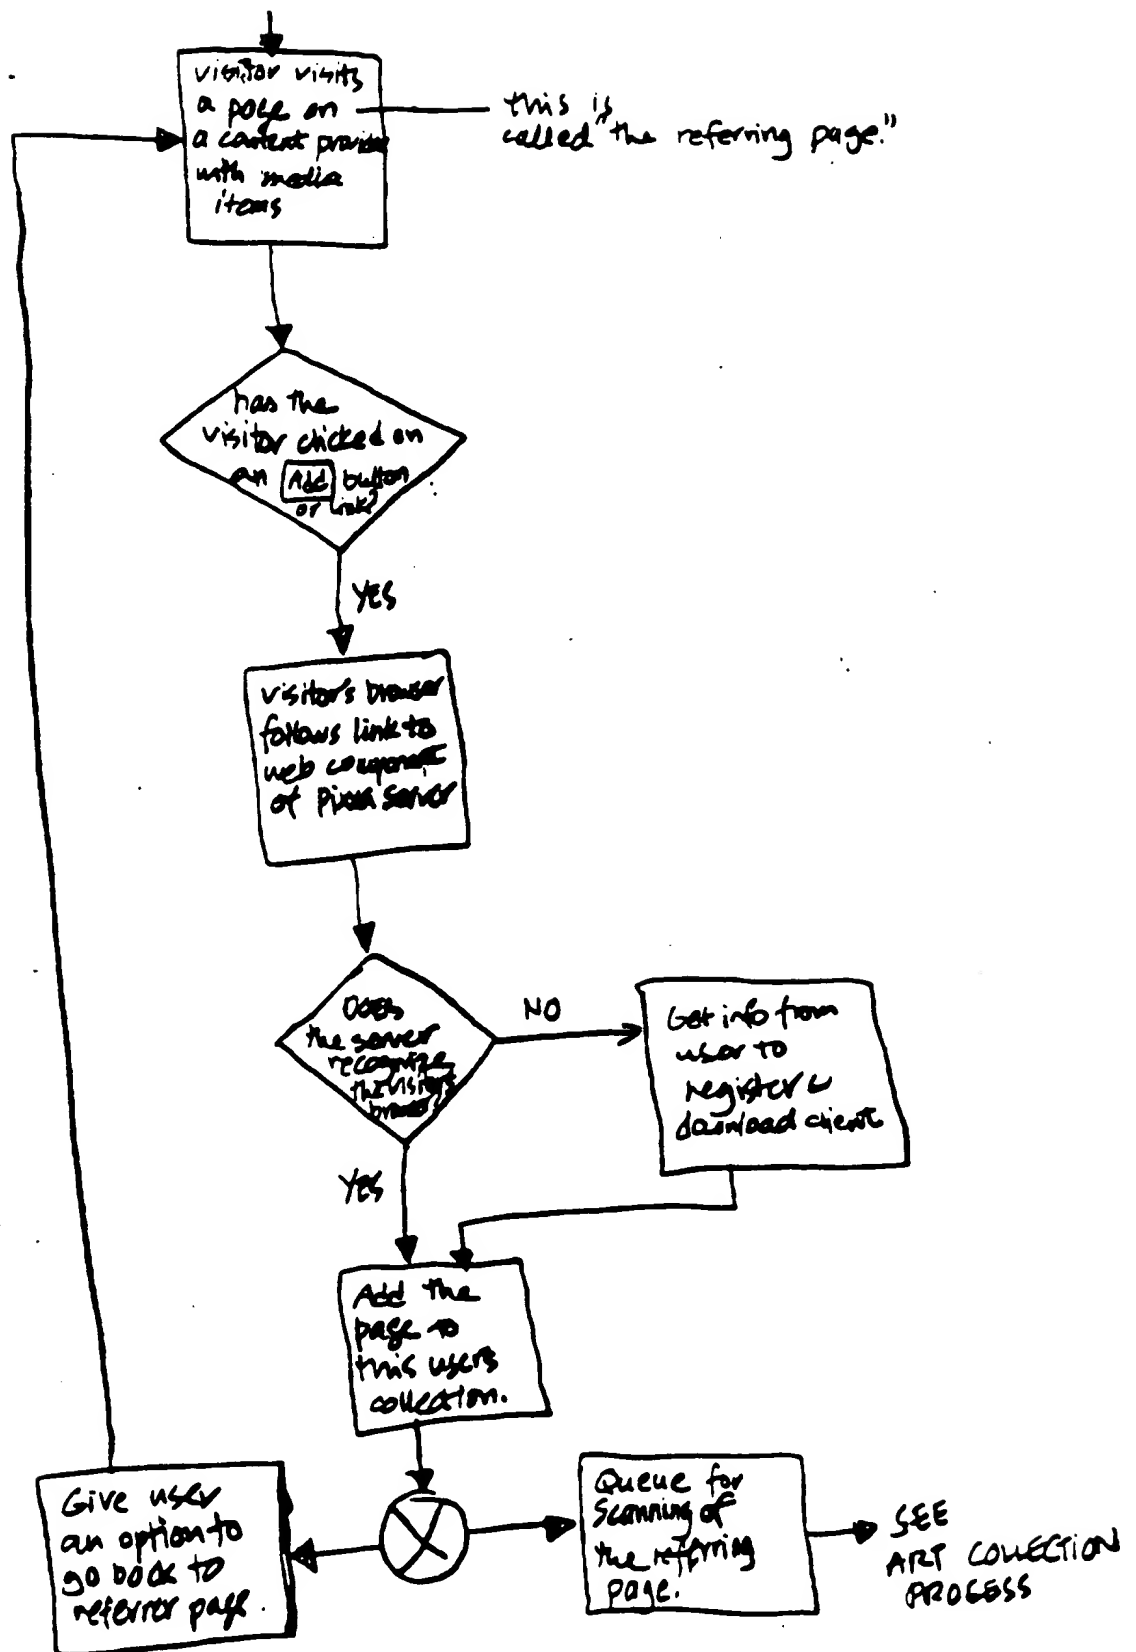 visitor visits
a page on
a content provider
with media
items
this is
called "the referring page."
has the
visitor clicked on
an Add button
or link?
YES
visitor's browser
follows link to
web component
of server
Does
the server
recognize
the visitor's
NO
Get info from
user to
register
download client
YES
Add the
page to
this users
collection.
Give user
an option to
go back to
referrer page.
Queue for
scanning of
the referring
page.
SEE
ART COLLECTION
PROCESS